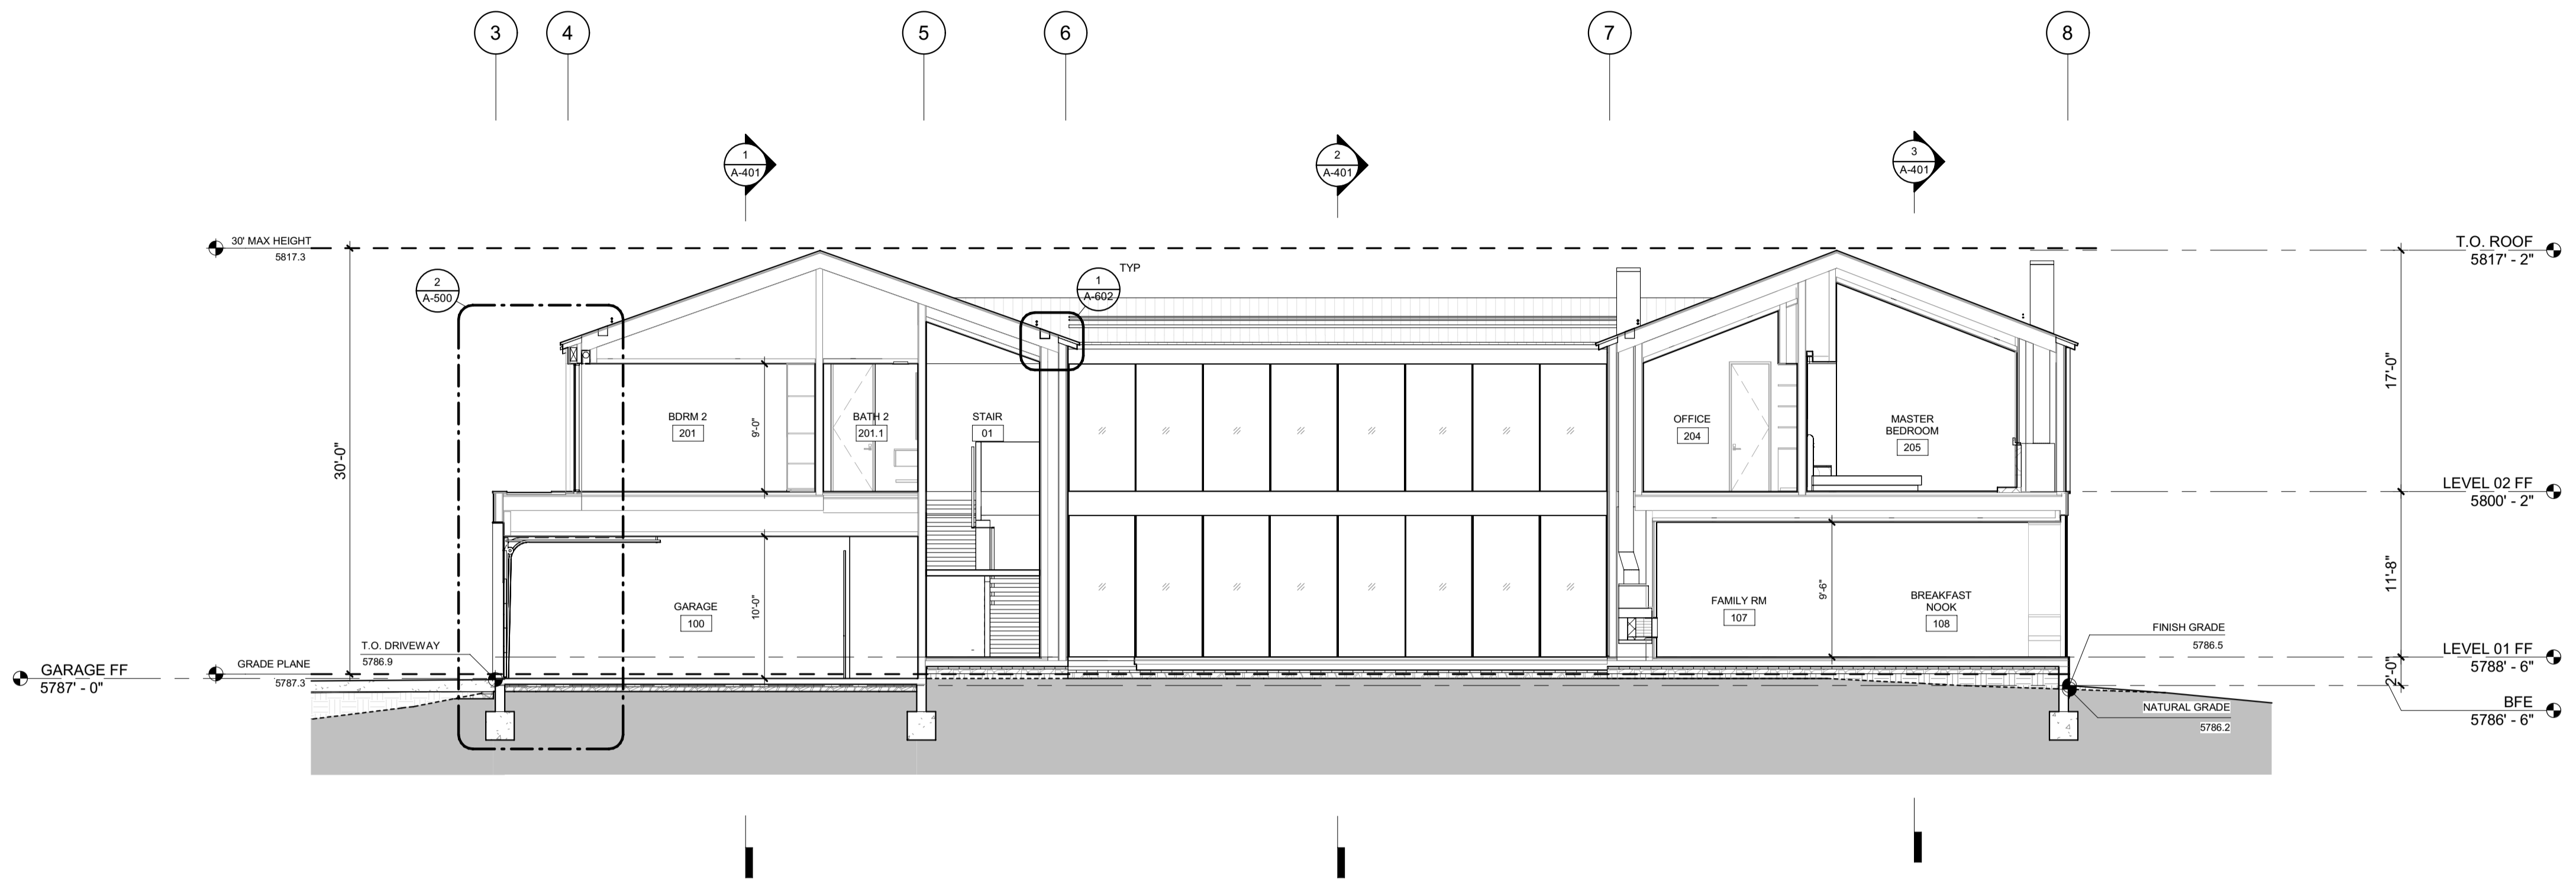 3
4
5
6
7
8
1
A-401
2
A-401
3
A-401
30' MAX HEIGHT
5817.3
T.O. ROOF
5817' - 2"
2
A-500
1
A-602
TYP
30'-0"
17'-0"
BDRM 2
201
9'-0"
BATH 2
201.1
STAIR
01
OFFICE
204
MASTER
BEDROOM
205
LEVEL 02 FF
5800' - 2"
11'-8"
GARAGE
100
10'-0"
FAMILY RM
107
9'-6"
BREAKFAST
NOOK
108
FINISH GRADE
5786.5
T.O. DRIVEWAY
5786.9
LEVEL 01 FF
5788' - 6"
GARAGE FF
5787' - 0"
GRADE PLANE
5787.3
2'-0"
NATURAL GRADE
5786.2
BFE
5786' - 6"